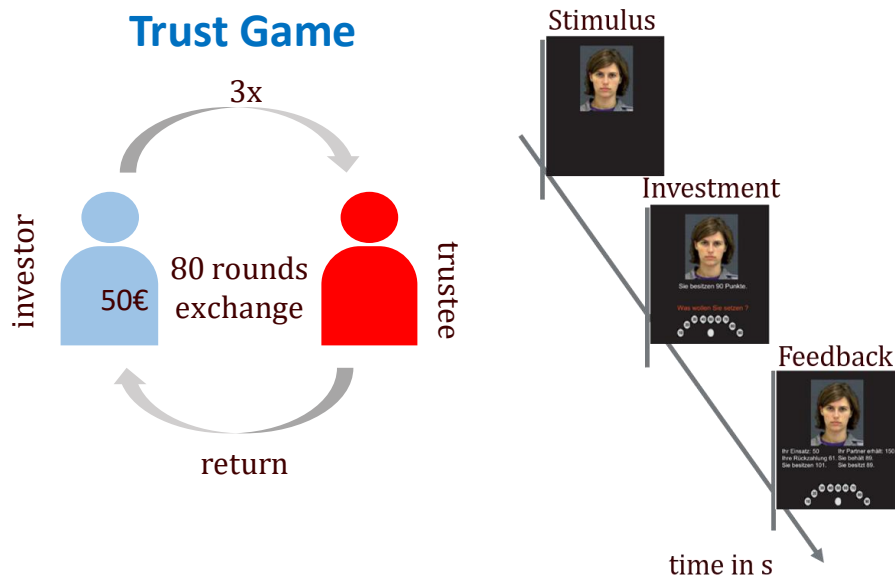 Trust Game
3x
investor
50€
80 rounds
exchange
trustee
return
Stimulus
Investment
Sie besitzen 90 Punkte.
Was wollen Sie setzen ?
Feedback
Ihr Einsatz: 50 Ihr Partner erhält: 150
Ihre Rückzahlung 61. Sie behält 89.
Sie besitzen 101. Sie besitzt 89.
time in s